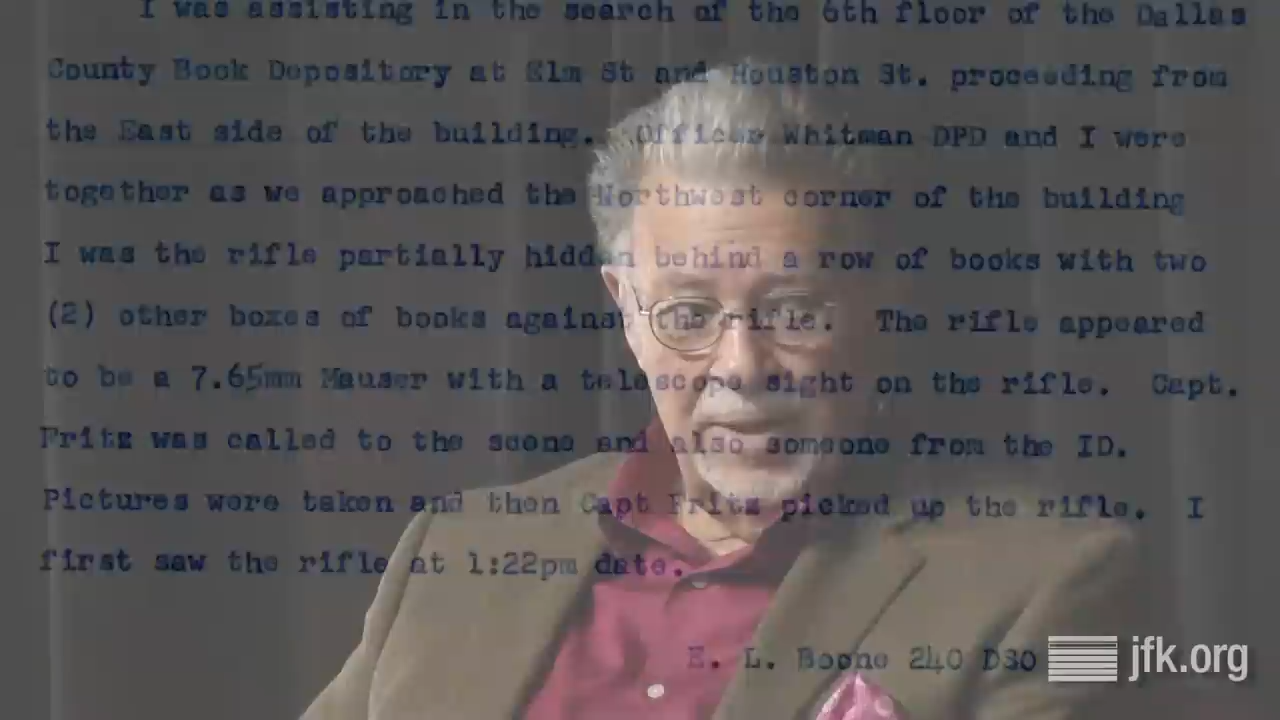 I was assisting in the search of the 6th floor of the Dallas
County Book Depository at Elm St and Houston St. proceeding from
the East side of the building. Officer Whitman DPD and I were
together as we approached the Northwest corner of the building
I was the rifle partially hidden behind a row of books with two
(2) other boxes of books against the rifle. The rifle appeared
to be a 7.65mm Mauser with a telescope sight on the rifle. Capt.
Fritz was called to the scene and also someone from the ID.
Pictures were taken and then Capt Fritz picked up the rifle. I
first saw the rifle at 1:22pm date.
E. L. Boone 240 DSO
jfk.org